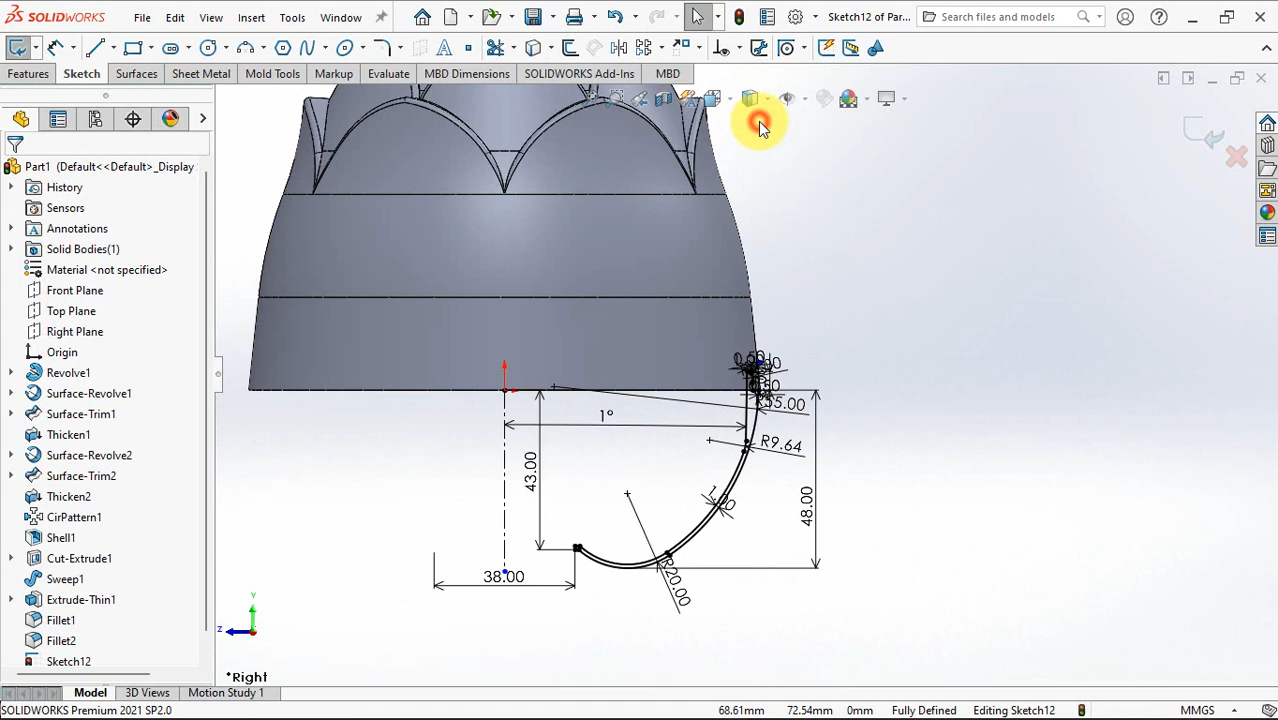 SOLIDWORKS
File
Edit
View
Insert
Tools
Window
Sketch12 of Par...
Search files and models
Features
Sketch
Surfaces
Sheet Metal
Mold Tools
Markup
Evaluate
MBD Dimensions
SOLIDWORKS Add-Ins
MBD
Part1 (Default<<Default>_Display
History
Sensors
Annotations
Solid Bodies(1)
Material <not specified>
Front Plane
Top Plane
Right Plane
Origin
Revolve1
Surface-Revolve1
Surface-Trim1
Thicken1
Surface-Revolve2
Surface-Trim2
Thicken2
CirPattern1
Shell1
Cut-Extrude1
Sweep1
Extrude-Thin1
Fillet1
Fillet2
Sketch12
1°
R9.64
43.00
48.00
38.00
R20.00
Y
Z
*Right
Model
3D Views
Motion Study 1
SOLIDWORKS Premium 2021 SP2.0
68.61mm
72.54mm
0mm
Fully Defined
Editing Sketch12
MMGS